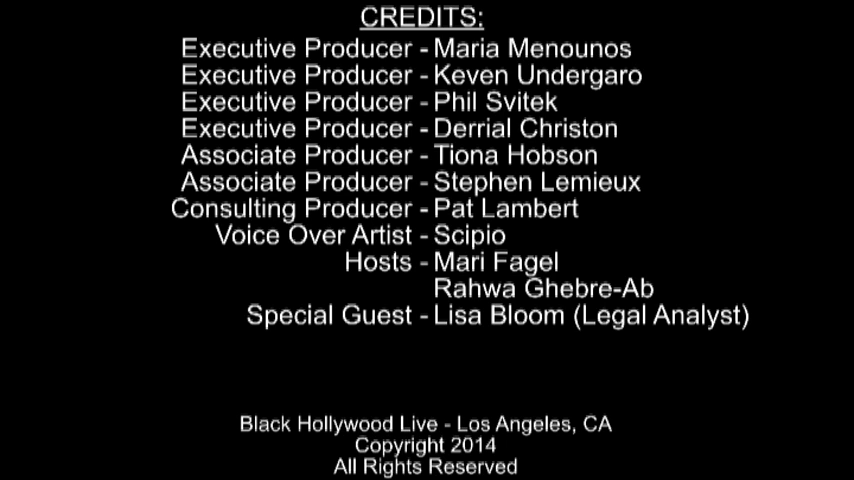 CREDITS:
Executive Producer - Maria Menounos
Executive Producer - Keven Undergaro
Executive Producer - Phil Svitek
Executive Producer - Derrial Christon
Associate Producer - Tiona Hobson
Associate Producer - Stephen Lemieux
Consulting Producer - Pat Lambert
Voice Over Artist - Scipio
Hosts - Mari Fagel
Rahwa Ghebre-Ab
Special Guest - Lisa Bloom (Legal Analyst)
Black Hollywood Live - Los Angeles, CA
Copyright 2014
All Rights Reserved